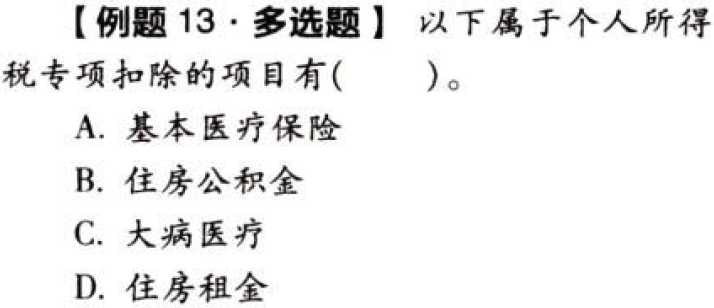 【例题 13·多选题】 以下属于个人所得
税专项扣除的项目有(  )。
A. 基本医疗保险
B. 住房公积金
C. 大病医疗
D. 住房租金